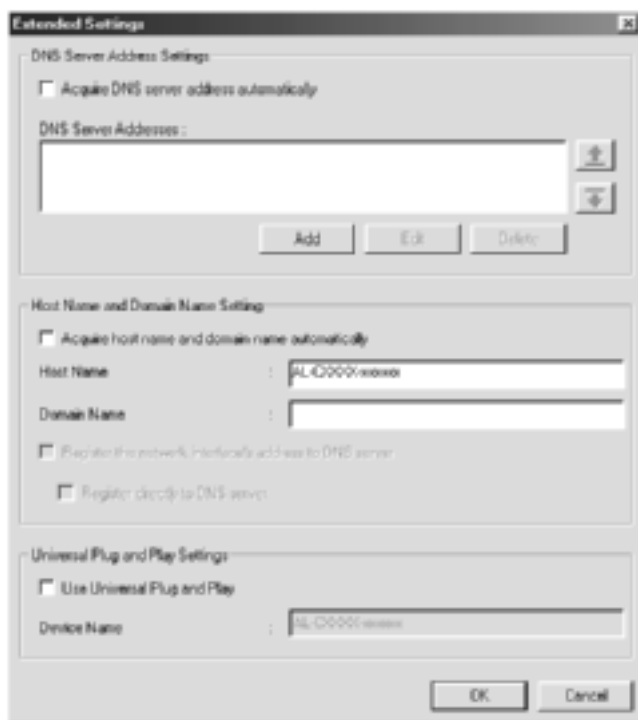 Extended Settings
DNS Server Address Settings
Acquire DNS server address automatically
DNS Server Addresses :
Add Edit Delete
Host Name and Domain Name Setting
Acquire host name and domain name automatically
Host Name :
Domain Name :
Register the network interface's address to DNS server
Register directly to DNS server
Universal Plug and Play Settings
Use Universal Plug and Play
Device Name :
OK Cancel